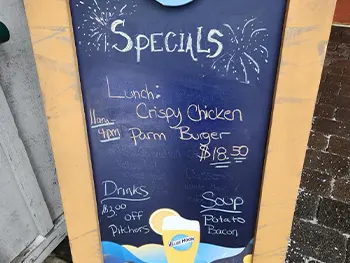 Specials
Lunch:
Crispy Chicken
11am
4pm
Parm Burger
$18.50
Drinks
$2.00 off
Pitchers
Soup
Potato
Bacon
BLUE MOON